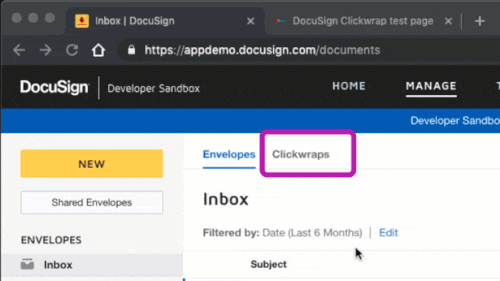 Inbox | DocuSign
DocuSign Clickwrap test page
https://appdemo.docusign.com/documents
DocuSign Developer Sandbox HOME MANAGE
Developer Sandbo
NEW
Envelopes Clickwraps
Shared Envelopes
Inbox
Filtered by: Date (Last 6 Months) | Edit
ENVELOPES
Inbox
Subject